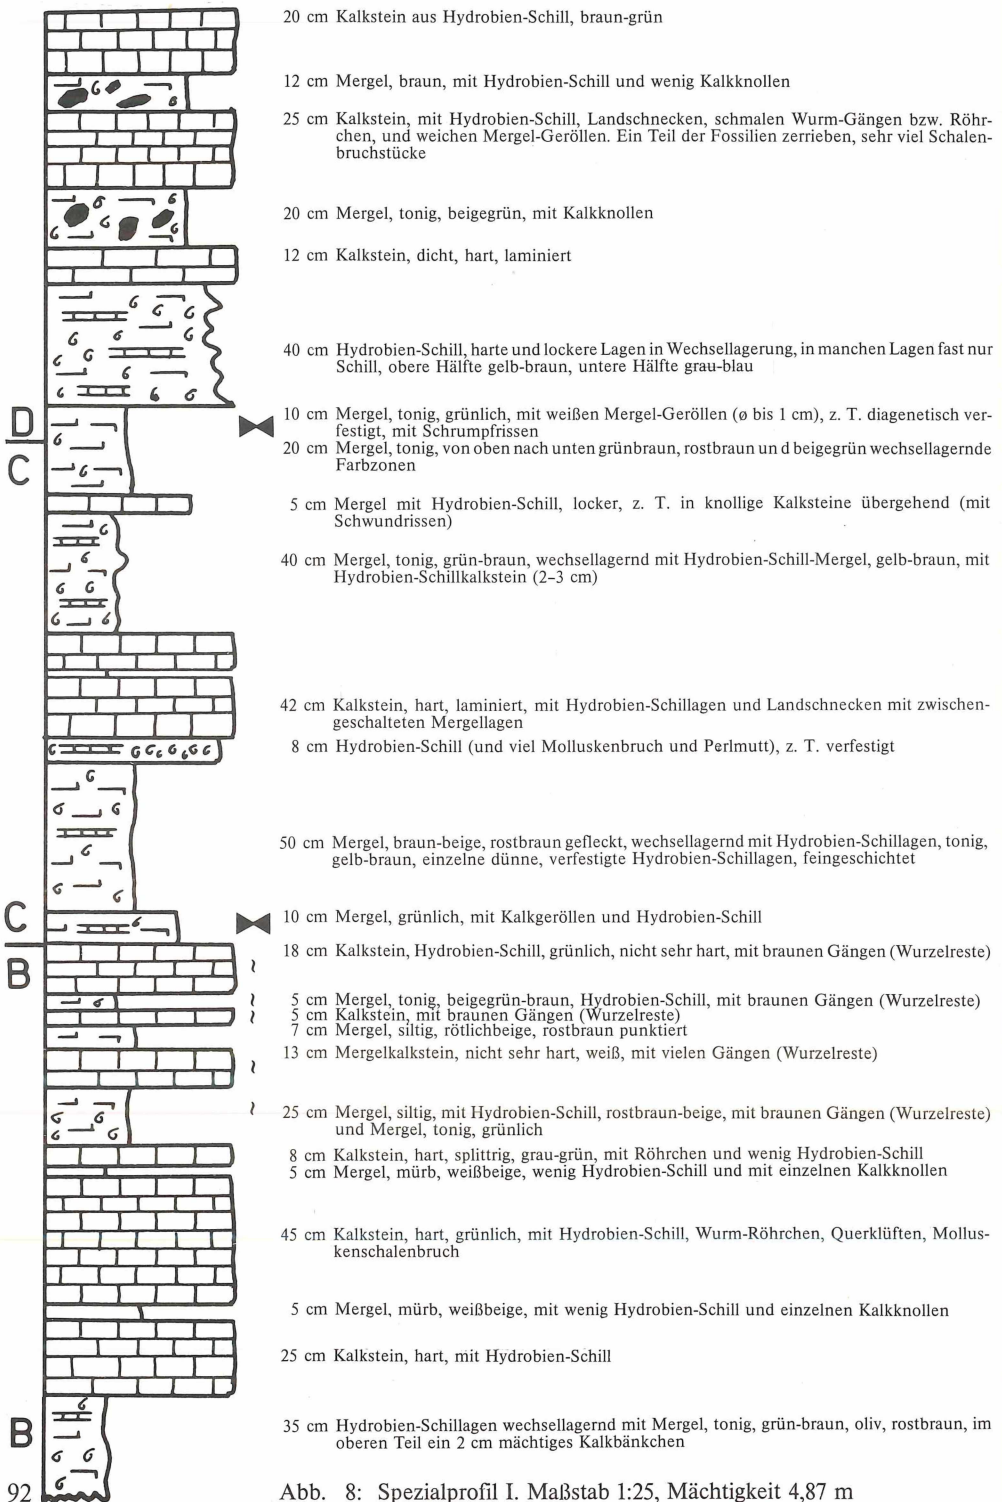 20 cm Kalkstein aus Hydrobien-Schill, braun-grün
12 cm Mergel, braun, mit Hydrobien-Schill und wenig Kalkknollen
25 cm Kalkstein, mit Hydrobien-Schill, Landschnecken, schmalen Wurm-Gängen bzw. Röhr-
chen, und weichen Mergel-Geröllen. Ein Teil der Fossilien zerrieben, sehr viel Schalen-
bruchstücke
20 cm Mergel, tonig, beigegrün, mit Kalkknollen
12 cm Kalkstein, dicht, hart, laminiert
40 cm Hydrobien-Schill, harte und lockere Lagen in Wechsellagerung, in manchen Lagen fast nur
Schill, obere Hälfte gelb-braun, untere Hälfte grau-blau
D
10 cm Mergel, tonig, grünlich, mit weißen Mergel-Geröllen (ø bis 1 cm), z. T. diagenetisch ver-
festigt, mit Schrumpfrissen
C
20 cm Mergel, tonig, von oben nach unten grünbraun, rostbraun un d beigegrün wechsellagernde
Farbzonen
5 cm Mergel mit Hydrobien-Schill, locker, z. T. in knollige Kalksteine übergehend (mit
Schwundrissen)
40 cm Mergel, tonig, grün-braun, wechsellagernd mit Hydrobien-Schill-Mergel, gelb-braun, mit
Hydrobien-Schillkalkstein (2–3 cm)
42 cm Kalkstein, hart, laminiert, mit Hydrobien-Schillagen und Landschnecken mit zwischen-
geschalteten Mergellagen
8 cm Hydrobien-Schill (und viel Molluskenbruch und Perlmutt), z. T. verfestigt
50 cm Mergel, braun-beige, rostbraun gefleckt, wechsellagernd mit Hydrobien-Schillagen, tonig,
gelb-braun, einzelne dünne, verfestigte Hydrobien-Schillagen, feingeschichtet
C
10 cm Mergel, grünlich, mit Kalkgeröllen und Hydrobien-Schill
B
18 cm Kalkstein, Hydrobien-Schill, grünlich, nicht sehr hart, mit braunen Gängen (Wurzelreste)
5 cm Mergel, tonig, beigegrün-braun, Hydrobien-Schill, mit braunen Gängen (Wurzelreste)
5 cm Kalkstein, mit braunen Gängen (Wurzelreste)
7 cm Mergel, siltig, rötlichbeige, rostbraun punktiert
13 cm Mergelkalkstein, nicht sehr hart, weiß, mit vielen Gängen (Wurzelreste)
25 cm Mergel, siltig, mit Hydrobien-Schill, rostbraun-beige, mit braunen Gängen (Wurzelreste)
und Mergel, tonig, grünlich
8 cm Kalkstein, hart, splittrig, grau-grün, mit Röhrchen und wenig Hydrobien-Schill
5 cm Mergel, mürb, weißbeige, wenig Hydrobien-Schill und mit einzelnen Kalkknollen
45 cm Kalkstein, hart, grünlich, mit Hydrobien-Schill, Wurm-Röhrchen, Querklüften, Mollus-
kenschalenbruch
5 cm Mergel, mürb, weißbeige, mit wenig Hydrobien-Schill und einzelnen Kalkknollen
25 cm Kalkstein, hart, mit Hydrobien-Schill
B
35 cm Hydrobien-Schillagen wechsellagernd mit Mergel, tonig, grün-braun, oliv, rostbraun, im
oberen Teil ein 2 cm mächtiges Kalkbänkchen
92
Abb. 8: Spezialprofil I. Maßstab 1:25, Mächtigkeit 4,87 m